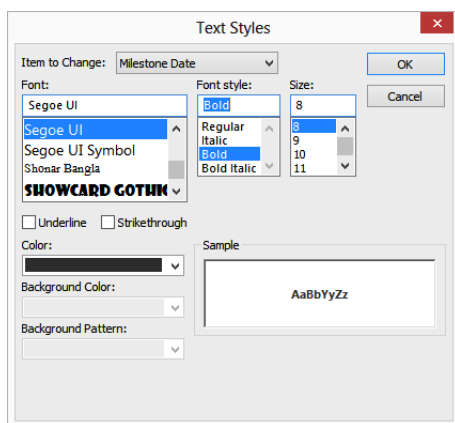 Text Styles
Item to Change: Milestone Date
OK
Font: Font style: Size:
Cancel
Segoe UI Bold 8
Segoe UI Regular 8
Segoe UI Symbol Italic 9
Shonar Bangla Bold 10
SHOWCARD GOTHIC Bold Italic 11
Underline Strikethrough
Color: Sample
AaBbYyZz
Background Color:
Background Pattern: